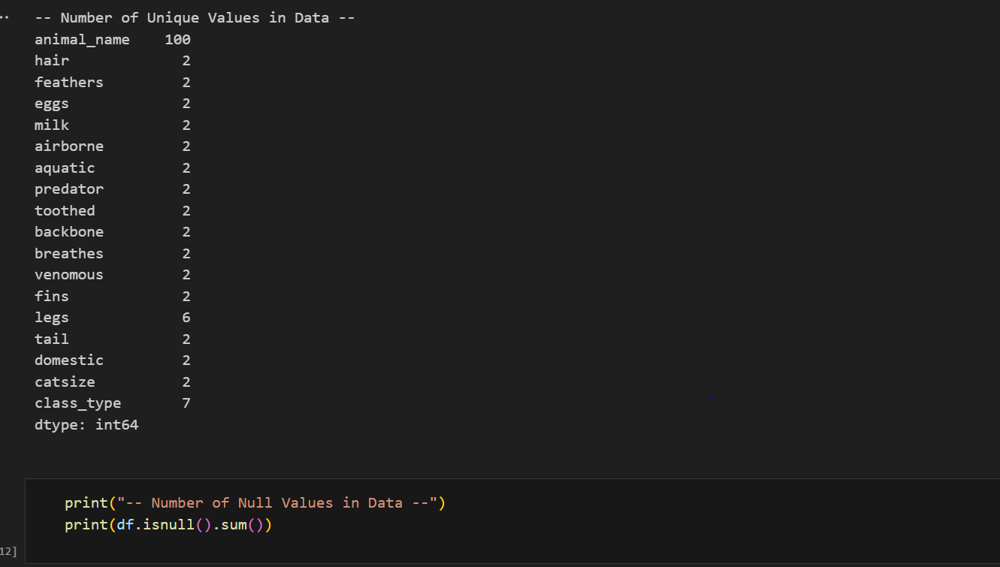 -- Number of Unique Values in Data --
animal_name    100
hair             2
feathers         2
eggs             2
milk             2
airborne         2
aquatic          2
predator         2
toothed          2
backbone         2
breathes         2
venomous         2
fins             2
legs             6
tail             2
domestic         2
catsize          2
class_type       7
dtype: int64
print("-- Number of Null Values in Data --")
print(df.isnull().sum())
12]